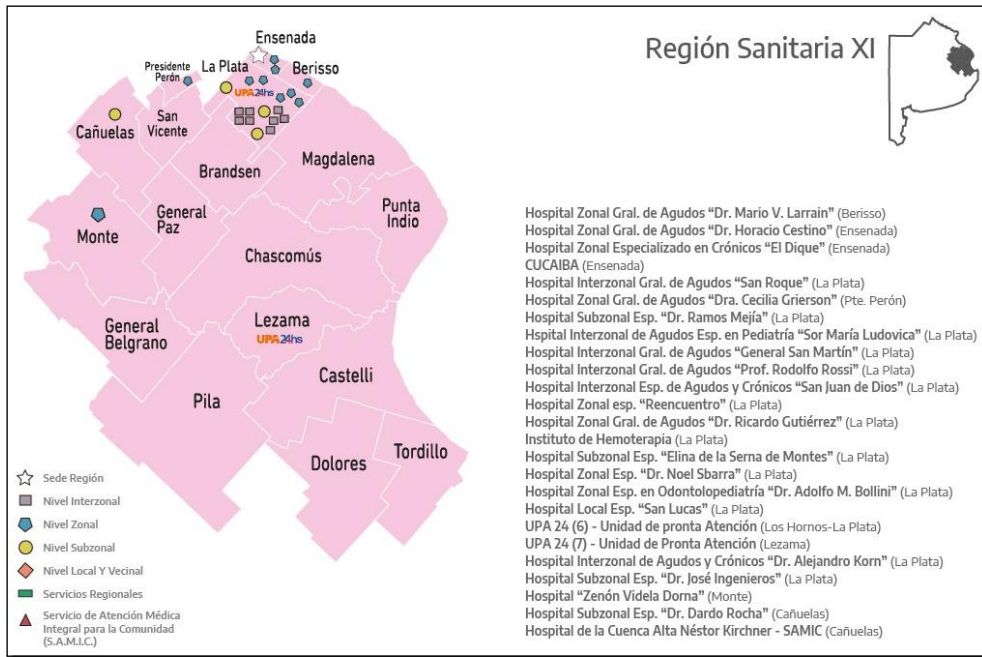 Región Sanitaria XI
Ensenada
Presidente
Perón
La Plata
Berisso
UPA24hs
Cañuelas
San
Vicente
Brandsen
Magdalena
Punta
Indio
General
Paz
Monte
Chascomús
General
Belgrano
Lezama
UPA24hs
Castelli
Pila
Dolores
Tordillo
Sede Región
Nivel Interzonal
Nivel Zonal
Nivel Subzonal
Nivel Local Y Vecinal
Servicios Regionales
Servicio de Atención Médica
Integral para la Comunidad
(S.A.M.I.C.)
Hospital Zonal Gral. de Agudos “Dr. Mario V. Larrain” (Berisso)
Hospital Zonal Gral. de Agudos “Dr. Horacio Cestino” (Ensenada)
Hospital Zonal Especializado en Crónicos “El Dique” (Ensenada)
CUCAIBA (Ensenada)
Hospital Interzonal Gral. de Agudos “San Roque” (La Plata)
Hospital Zonal Gral. de Agudos “Dra. Cecilia Grierson” (Pte. Perón)
Hospital Subzonal Esp. “Dr. Ramos Mejía” (La Plata)
Hspital Interzonal de Agudos Esp. en Pediatría “Sor María Ludovica” (La Plata)
Hospital Interzonal Gral. de Agudos “General San Martín” (La Plata)
Hospital Interzonal Gral. de Agudos “Prof. Rodolfo Rossi” (La Plata)
Hospital Interzonal Esp. de Agudos y Crónicos “San Juan de Dios” (La Plata)
Hospital Zonal esp. “Reencuentro” (La Plata)
Hospital Zonal Gral. de Agudos “Dr. Ricardo Gutiérrez” (La Plata)
Instituto de Hemoterapia (La Plata)
Hospital Subzonal Esp. “Elina de la Serna de Montes” (La Plata)
Hospital Zonal Esp. “Dr. Noel Sbarra” (La Plata)
Hospital Zonal Esp. en Odontolopediatría “Dr. Adolfo M. Bollini” (La Plata)
Hospital Local Esp. “San Lucas” (La Plata)
UPA 24 (6) - Unidad de pronta Atención (Los Hornos-La Plata)
UPA 24 (7) - Unidad de Pronta Atención (Lezama)
Hospital Interzonal de Agudos y Crónicos “Dr. Alejandro Korn” (La Plata)
Hospital Subzonal Esp. “Dr. José Ingenieros” (La Plata)
Hospital “Zenón Videla Dorna” (Monte)
Hospital Subzonal Esp. “Dr. Dardo Rocha” (Cañuelas)
Hospital de la Cuenca Alta Néstor Kirchner - SAMIC (Cañuelas)